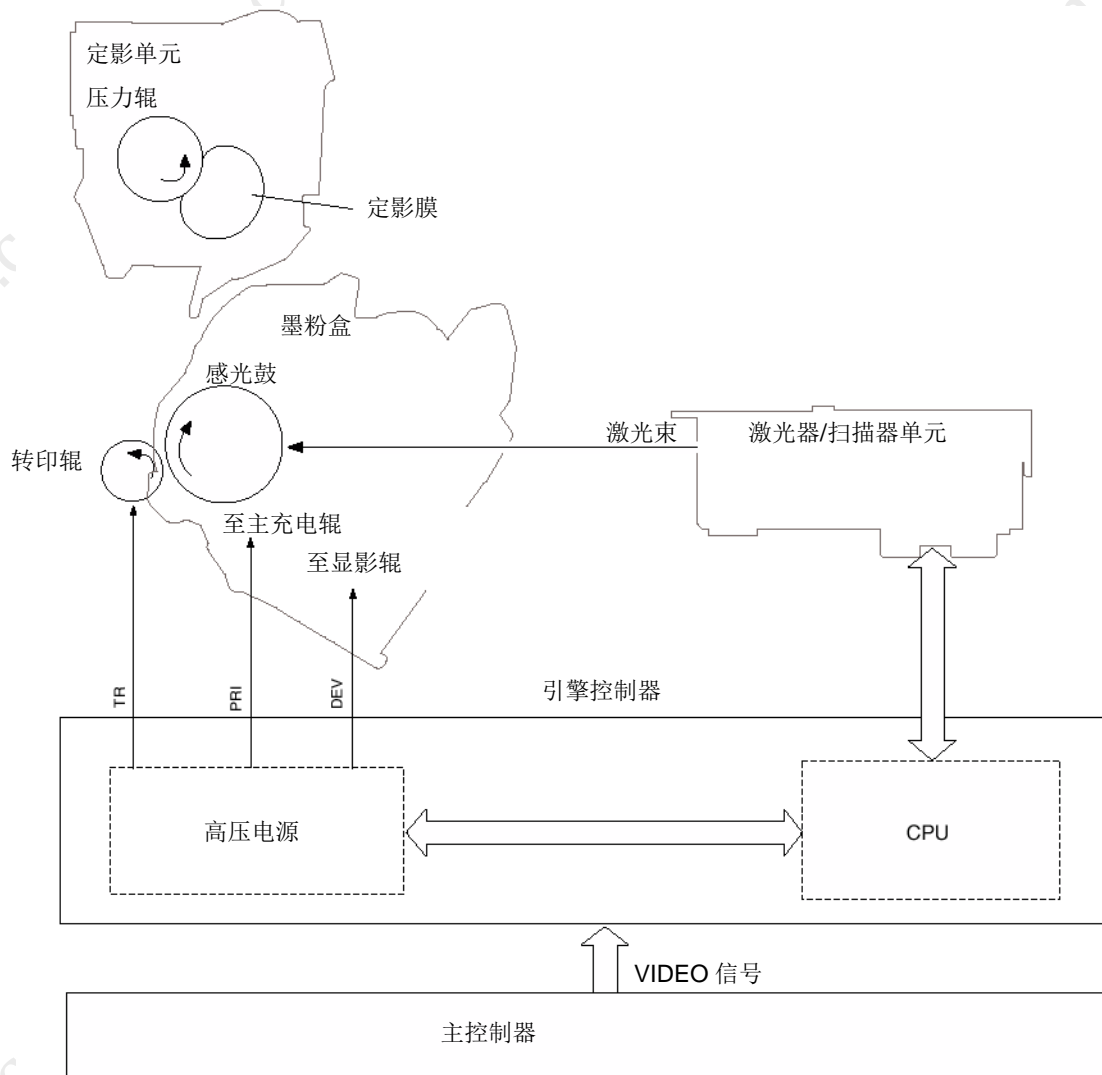 定影单元
压力辊
定影膜
墨粉盒
感光鼓
激光束
激光器/扫描器单元
转印辊
至主充电辊
至显影辊
TR
PRI
DEV
引擎控制器
高压电源
CPU
VIDEO 信号
主控制器